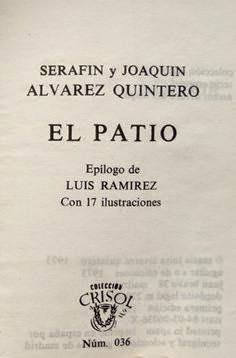 SERAFIN y JOAQUIN
ALVAREZ QUINTERO
EL PATIO
Epílogo de
LUIS RAMIREZ
Con 17 ilustraciones
COLECCION
CRISOL
Núm. 036